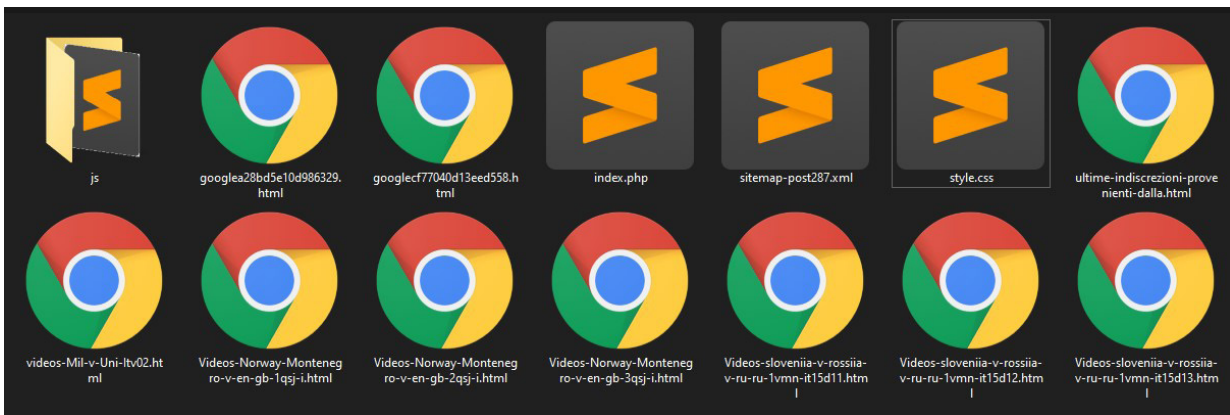 js
googlea28bd5e10d986329.
html
googlecf77040d13eed558.h
tml
index.php
sitemap-post287.xml
style.css
ultime-indiscrezioni-prove
nienti-dalla.html
videos-Mil-v-Uni-ltv02.ht
ml
Videos-Norway-Monteneg
ro-v-en-gb-1qsj-i.html
Videos-Norway-Monteneg
ro-v-en-gb-2qsj-i.html
Videos-Norway-Monteneg
ro-v-en-gb-3qsj-i.html
Videos-sloveniia-v-rossiia-
v-ru-ru-1vmn-it15d11.htm
l
Videos-sloveniia-v-rossiia-
v-ru-ru-1vmn-it15d12.htm
l
Videos-sloveniia-v-rossiia-
v-ru-ru-1vmn-it15d13.htm
l